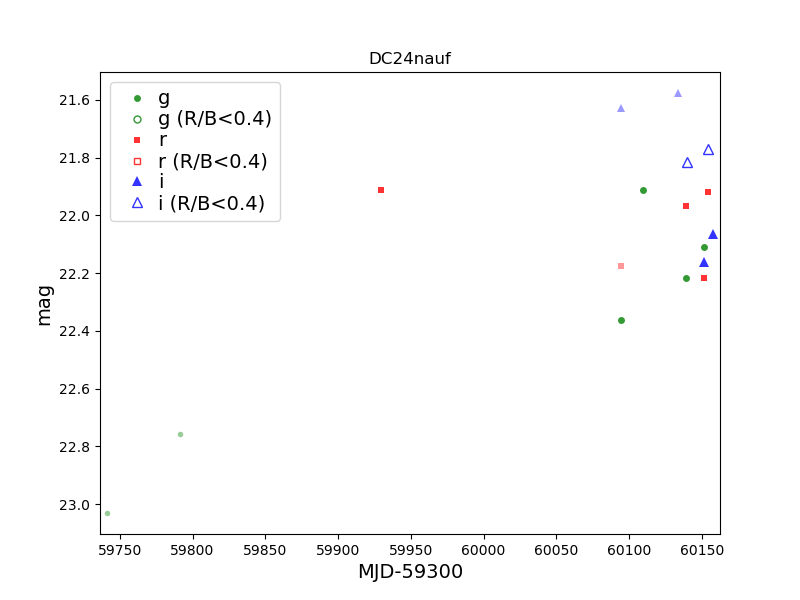 DC24nauf
g
g (R/B<0.4)
r
r (R/B<0.4)
i
i (R/B<0.4)
21.6
21.8
22.0
22.2
22.4
22.6
22.8
23.0
mag
59750 59800 59850 59900 59950 60000 60050 60100 60150
MJD-59300